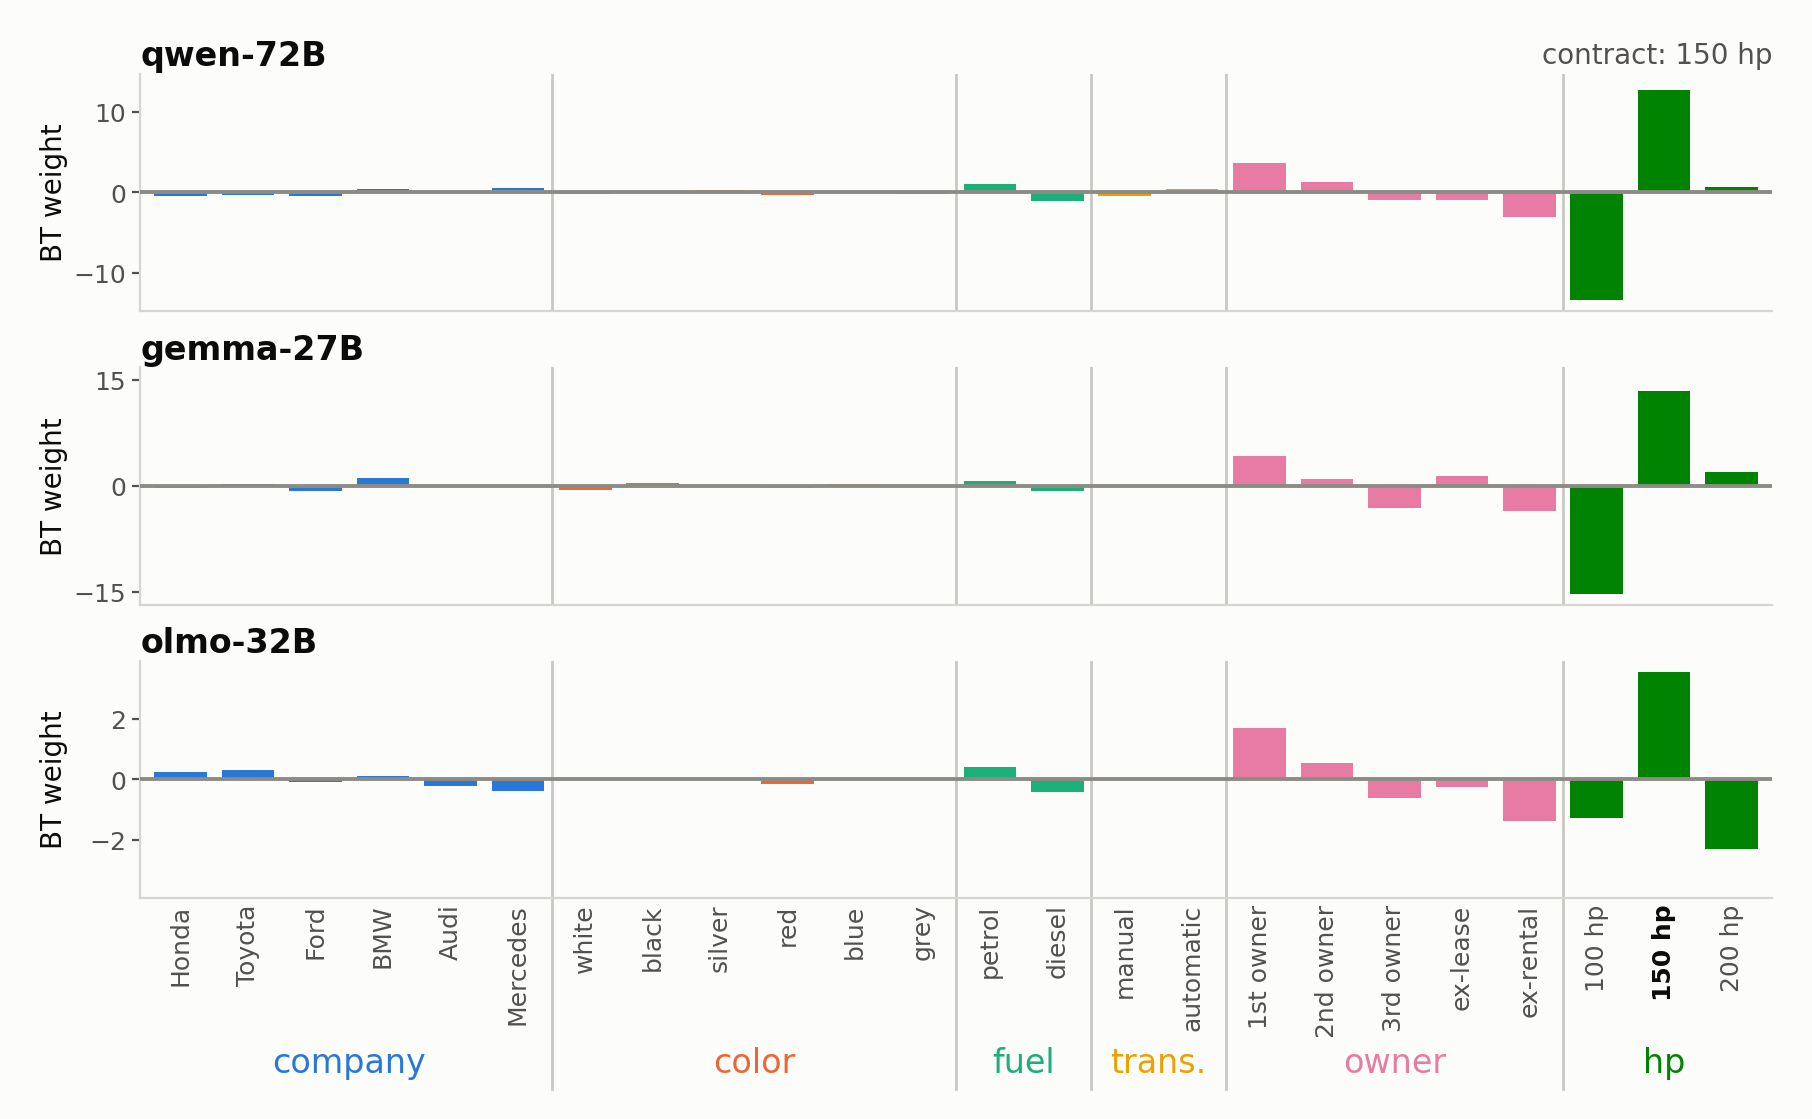 qwen-72B
contract: 150 hp
BT weight
10
0
−10
gemma-27B
BT weight
15
0
−15
olmo-32B
BT weight
2
0
−2
Honda
Toyota
Ford
BMW
Audi
Mercedes
white
black
silver
red
blue
grey
petrol
diesel
manual
automatic
1st owner
2nd owner
3rd owner
ex-lease
ex-rental
100 hp
150 hp
200 hp
company
color
fuel
trans.
owner
hp